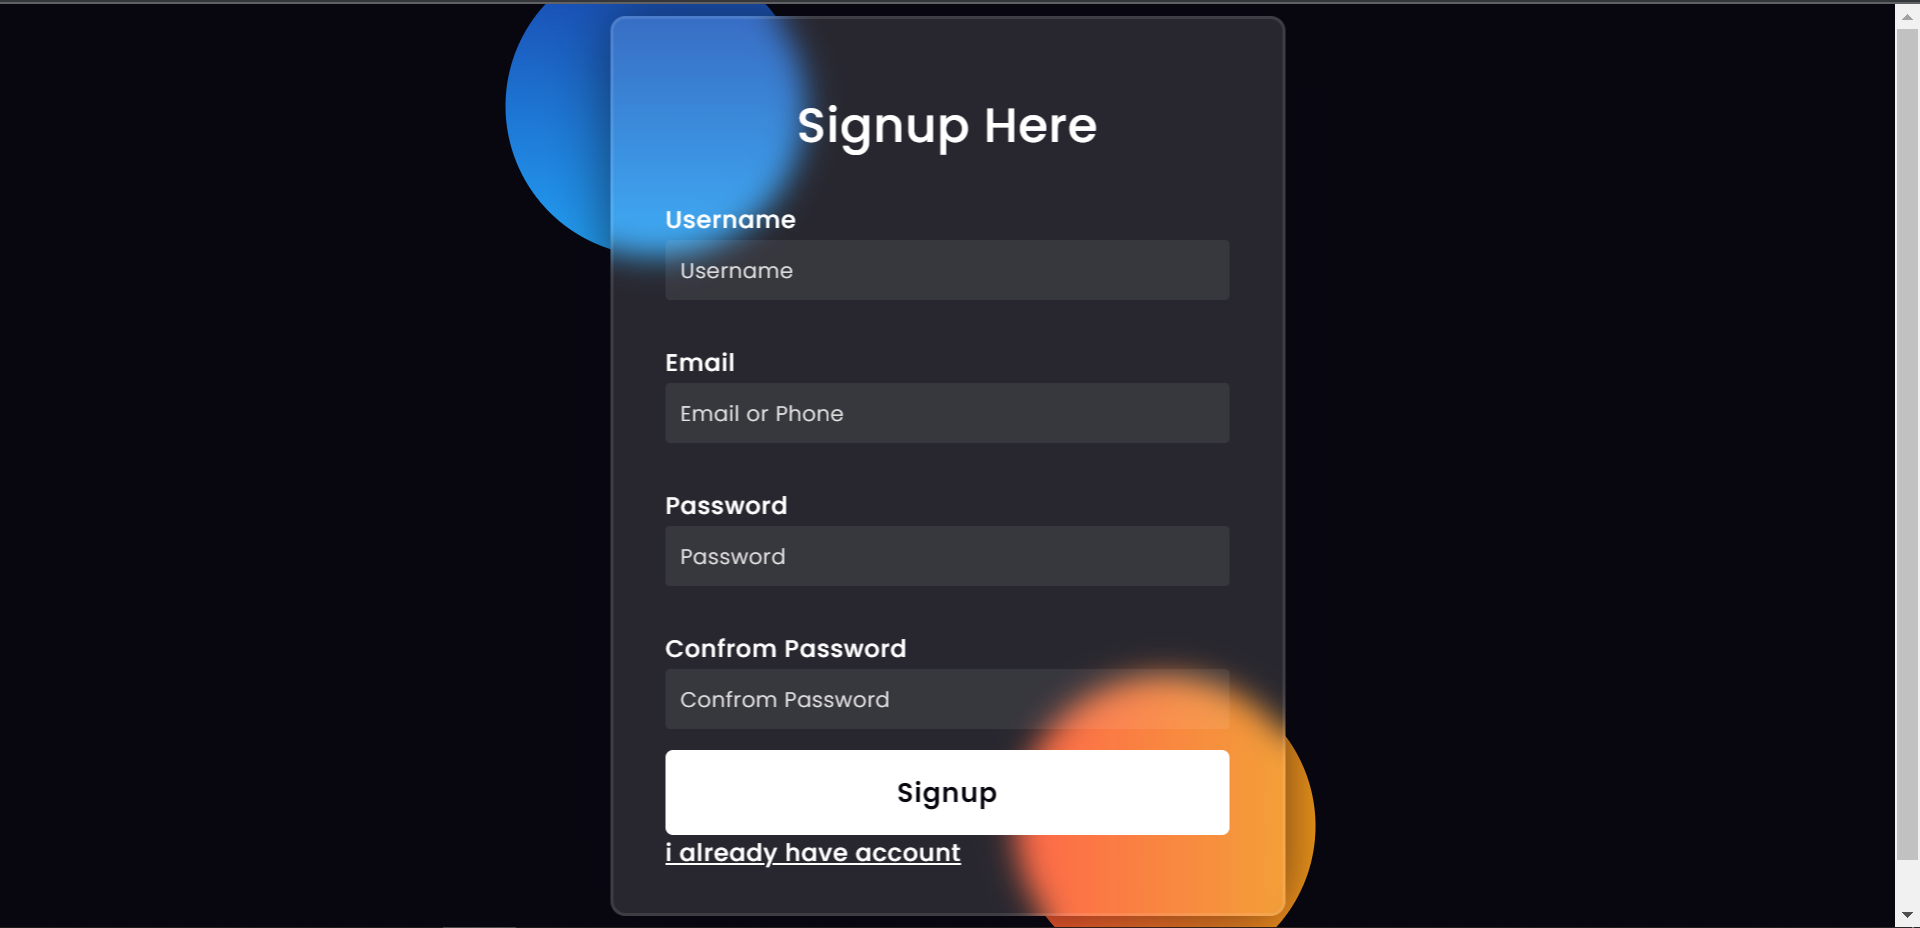 Signup Here
Username
Username
Email
Email or Phone
Password
Password
Confrom Password
Confrom Password
Signup
i already have account